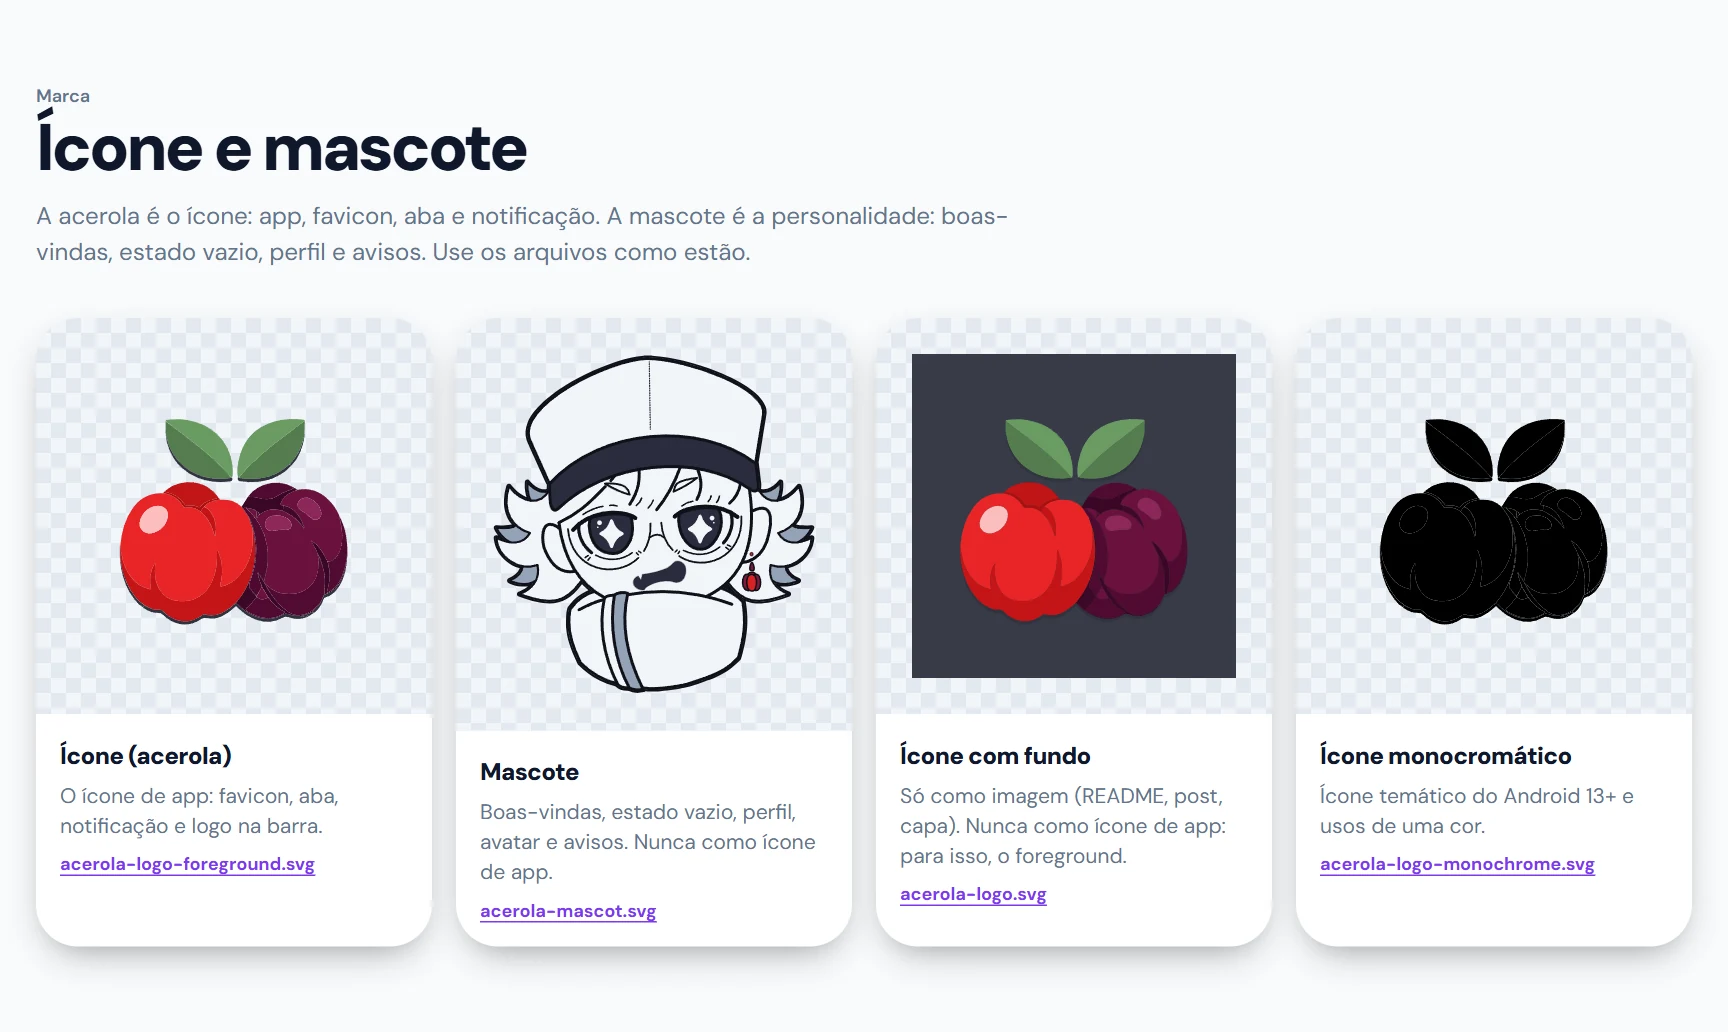 Marca
Ícone e mascote
A acerola é o ícone: app, favicon, aba e notificação. A mascote é a personalidade: boas-
vindas, estado vazio, perfil e avisos. Use os arquivos como estão.
Ícone (acerola)
O ícone de app: favicon, aba,
notificação e logo na barra.
acerola-logo-foreground.svg
Mascote
Boas-vindas, estado vazio, perfil,
avatar e avisos. Nunca como ícone
de app.
acerola-mascot.svg
Ícone com fundo
Só como imagem (README, post,
capa). Nunca como ícone de app:
para isso, o foreground.
acerola-logo.svg
Ícone monocromático
Ícone temático do Android 13+ e
usos de uma cor.
acerola-logo-monochrome.svg